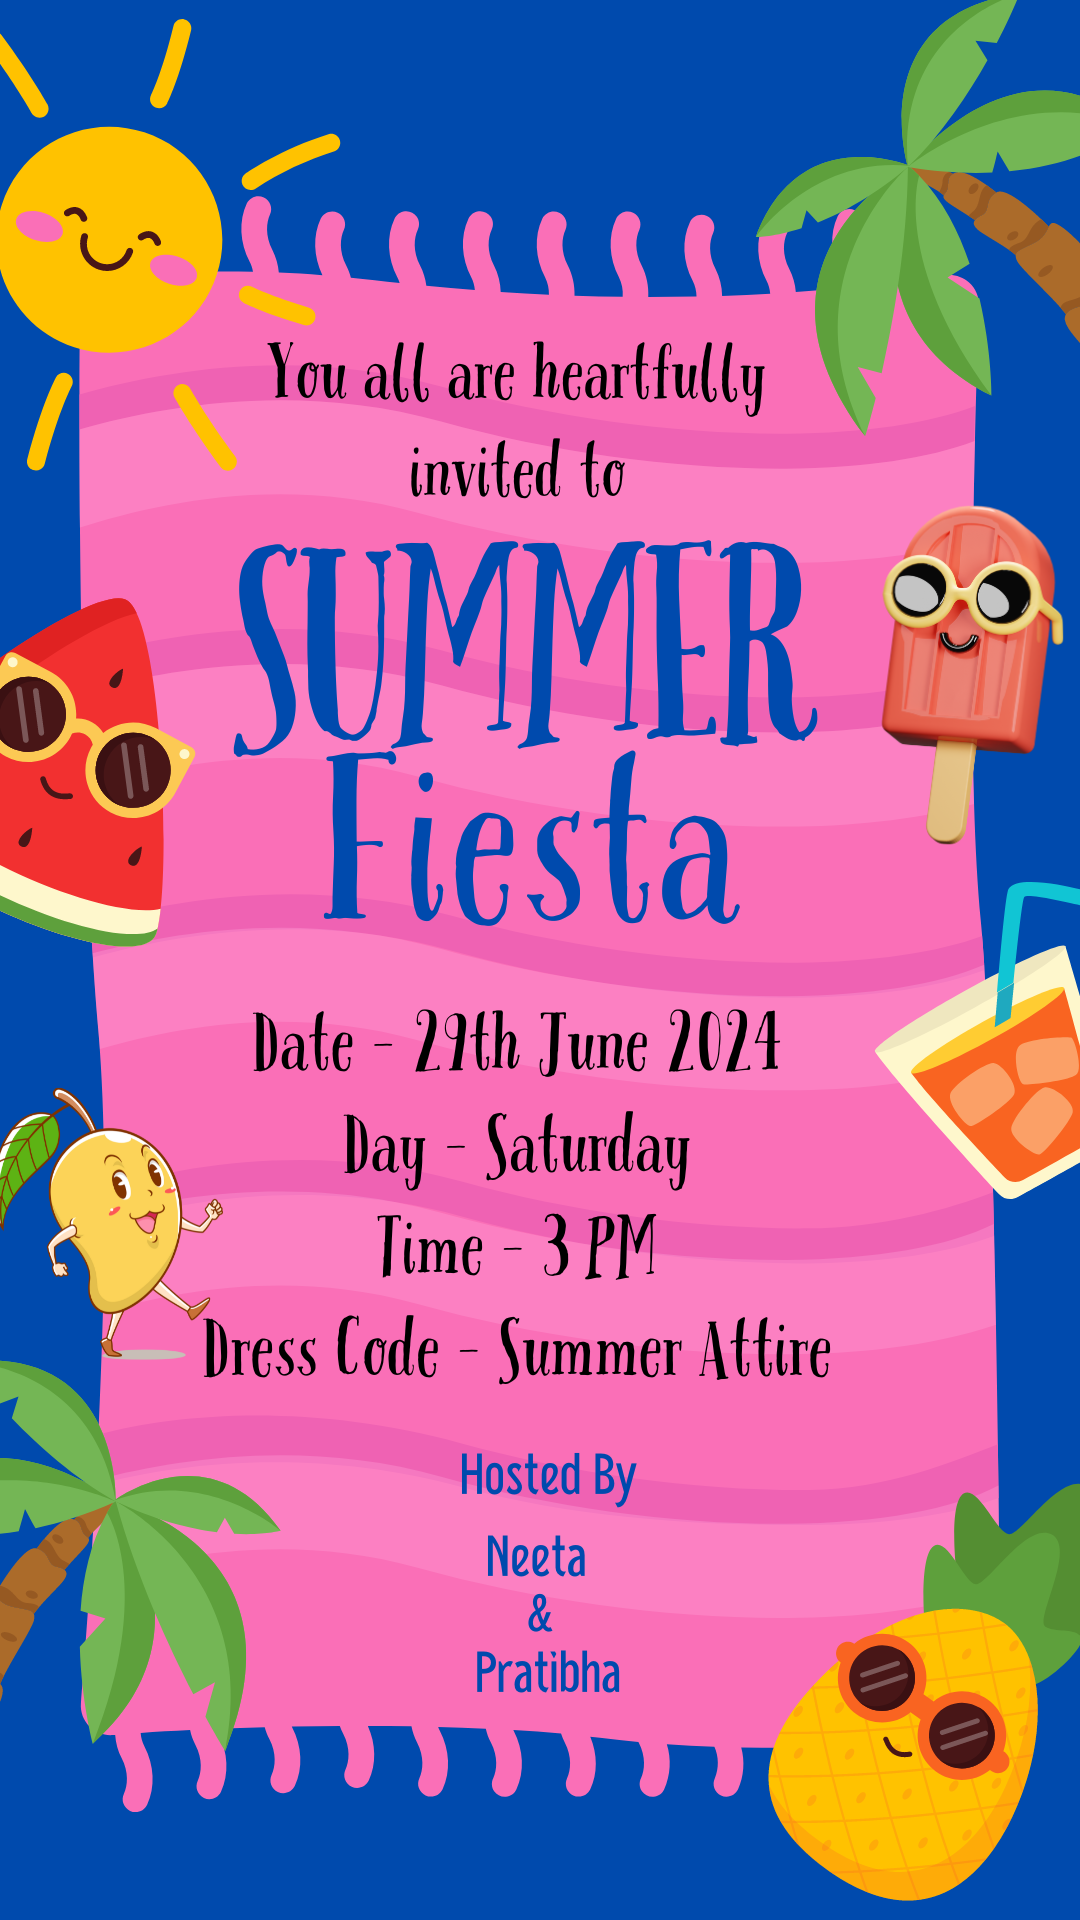 You all are heartfully
invited to
SUMMER
Fiesta
Date - 29th June 2024
Day - Saturday
Time - 3 PM
Dress Code - Summer Attire
Hosted By
Neeta
&
Pratibha